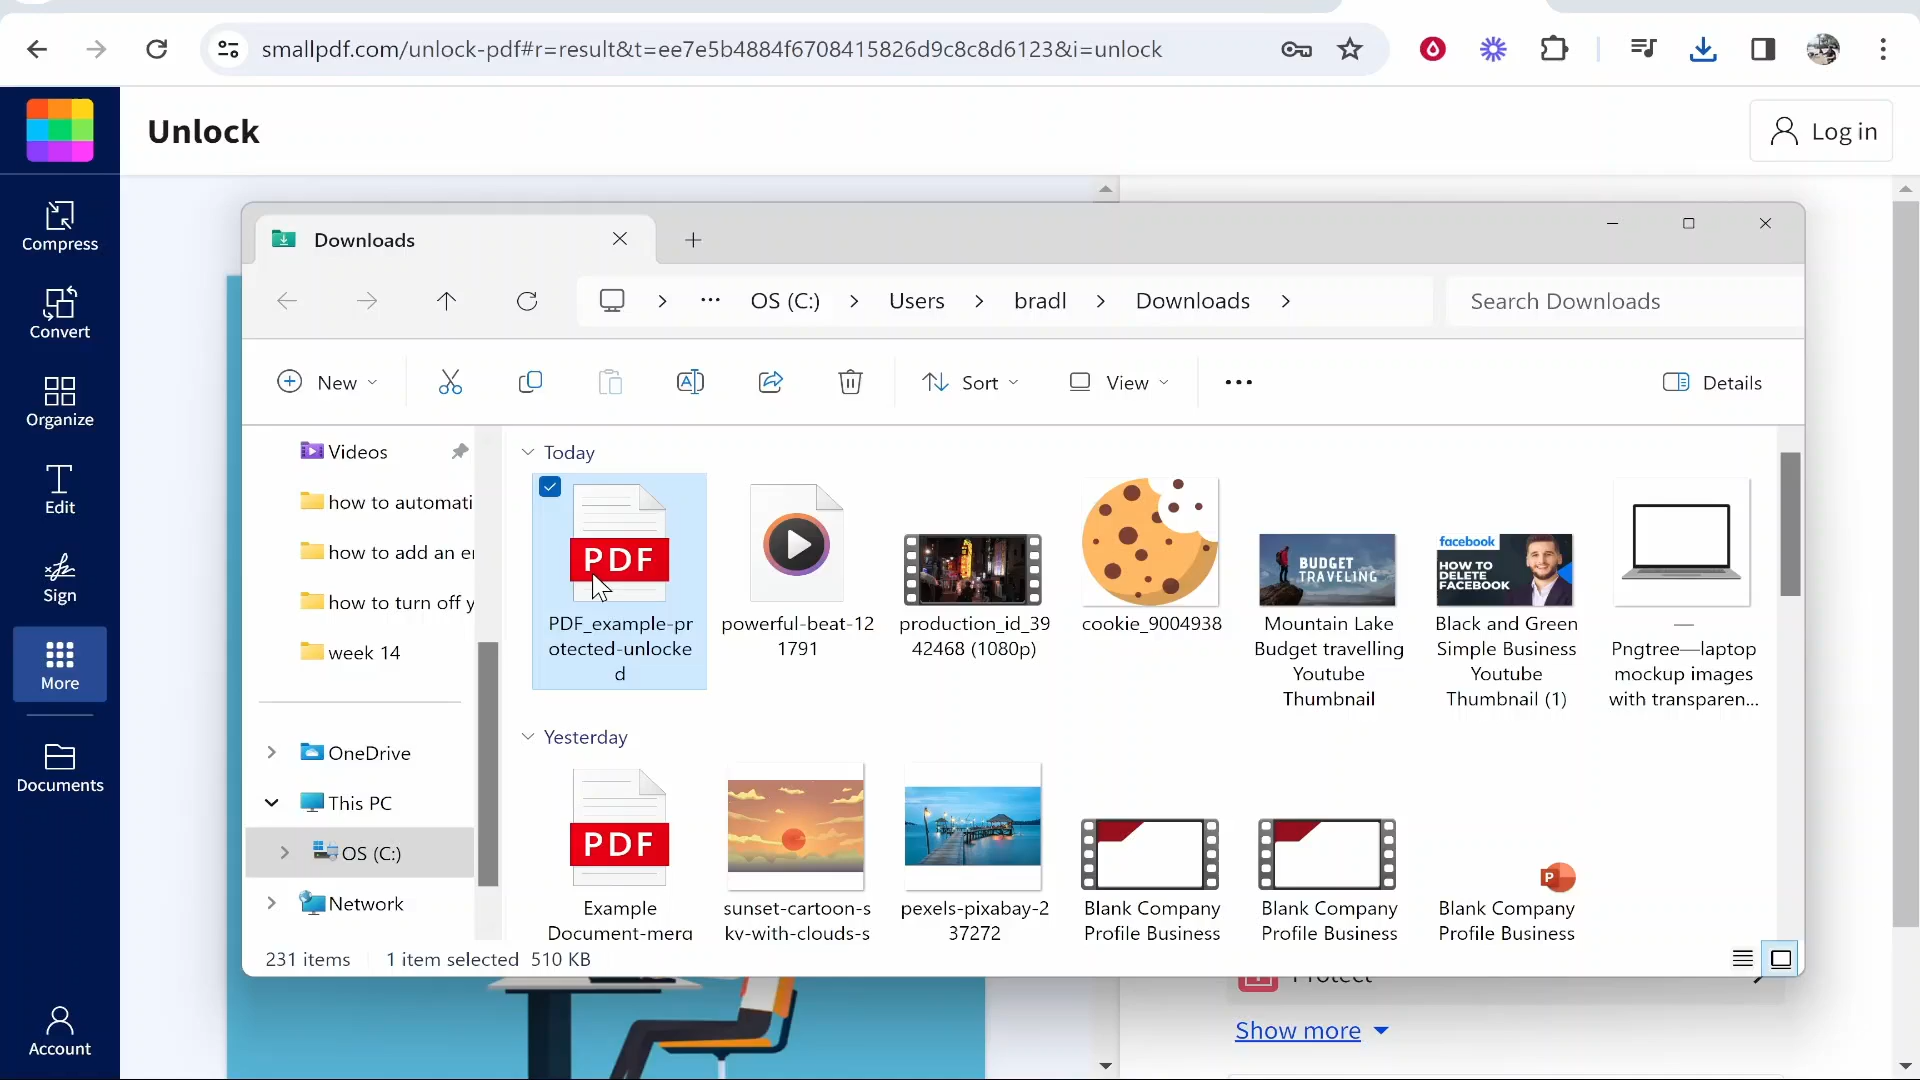 smallpdf.com/unlock-pdf#r=result&t=ee7e5b4884f6708415826d9c8c8d6123&i=unlock
Unlock
Log in
Compress
Convert
Organize
Edit
Sign
More
Documents
Account
Downloads
... OS (C:) Users bradl Downloads
Search Downloads
New
Sort
View
Details
Videos
how to automati
how to add an e
how to turn off y
week 14
OneDrive
This PC
OS (C:)
Network
Today
PDF
PDF_example-pr
otected-unlocke
d
powerful-beat-12
1791
production_id_39
42468 (1080p)
cookie_9004938
BUDGET
TRAVELING
Mountain Lake
Budget travelling
Youtube
Thumbnail
facebook
HOW TO
DELETE
FACEBOOK
Black and Green
Simple Business
Youtube
Thumbnail (1)
—
Pngtree—laptop
mockup images
with transparen...
Yesterday
PDF
Example
Document-merg
sunset-cartoon-s
ky-with-clouds-s
pexels-pixabay-2
37272
Blank Company
Profile Business
Blank Company
Profile Business
P
Blank Company
Profile Business
231 items
1 item selected 510 KB
Protect
Show more